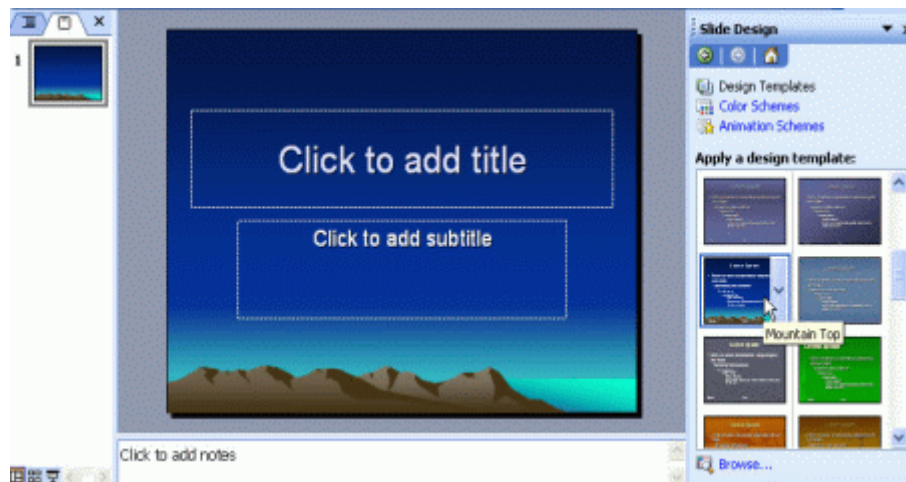 1
Click to add title
Click to add subtitle
Click to add notes
Slide Design
Design Templates
Color Schemes
Animation Schemes
Apply a design template:
Mountain Top
Browse...